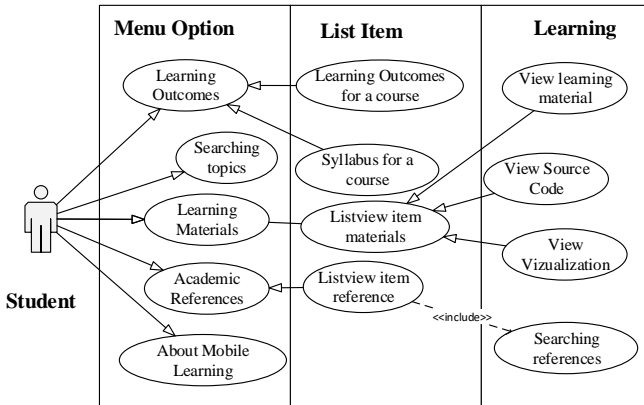 Menu Option
List Item
Learning
Learning
Outcomes
Learning Outcomes
for a course
View learning
material
Searching
topics
Syllabus for a
course
View Source
Code
Learning
Materials
Listview item
materials
View
Vizualization
Academic
References
Listview item
reference
Student
<<include>>
About Mobile
Learning
Searching
references